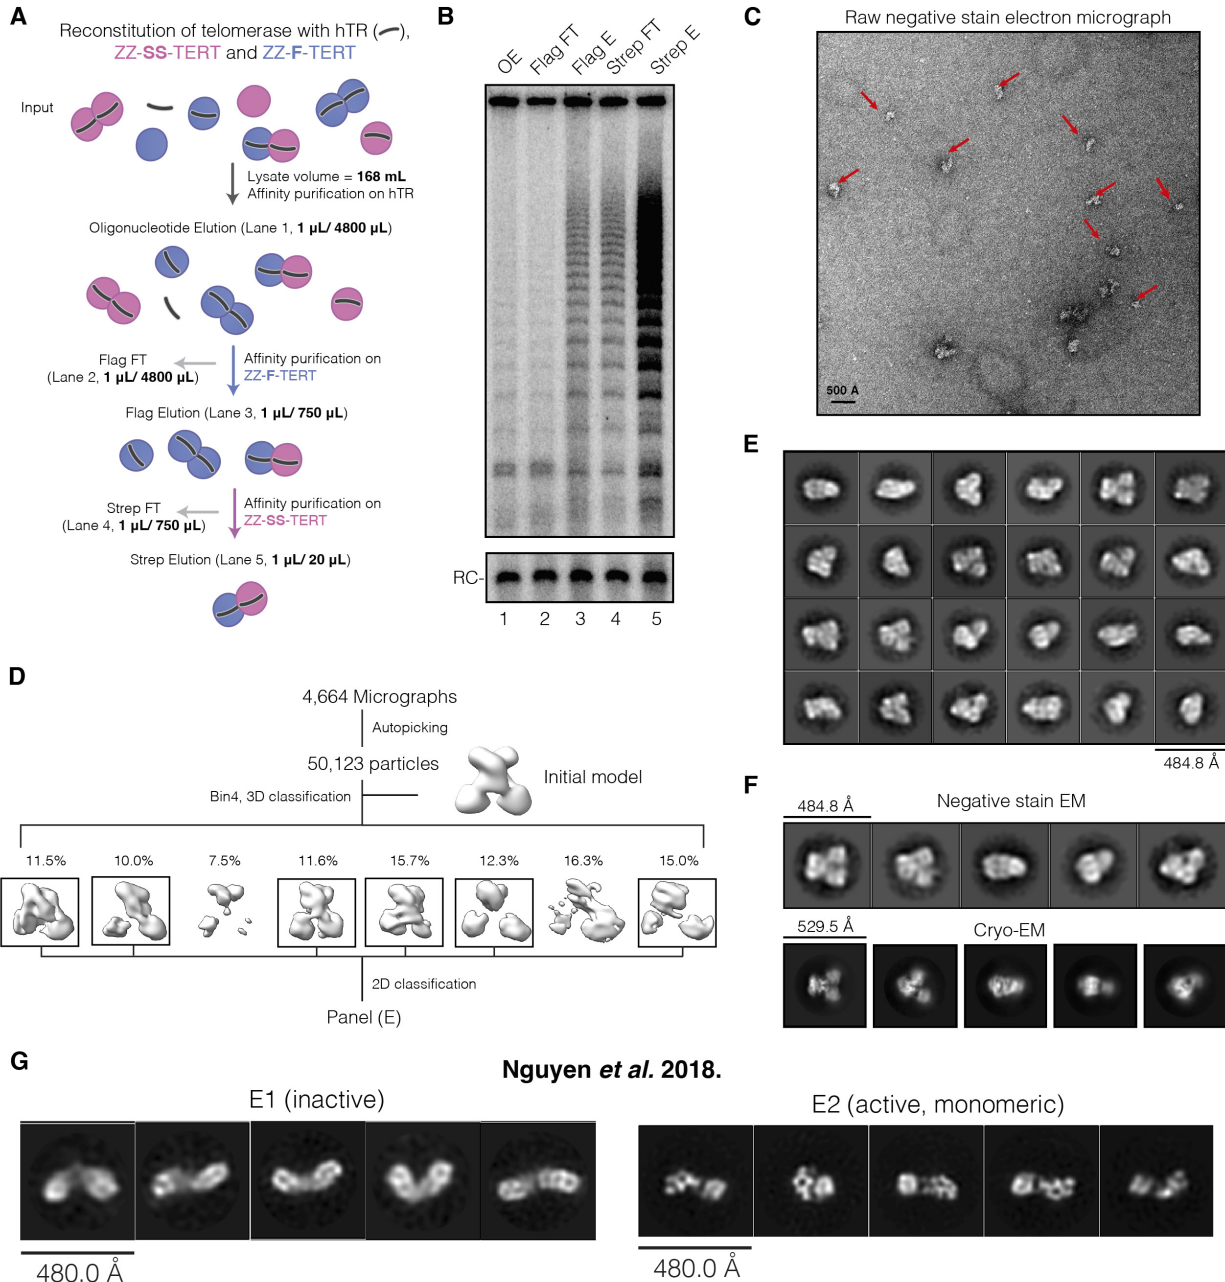 A
Reconstitution of telomerase with hTR ( ),
ZZ-SS-TERT and ZZ-F-TERT
Input
Lysate volume = 168 mL
Affinity purification on hTR
Oligonucleotide Elution (Lane 1, 1 µL/ 4800 µL)
Flag FT
(Lane 2, 1 µL/ 4800 µL)
Affinity purification on
ZZ-F-TERT
Flag Elution (Lane 3, 1 µL/ 750 µL)
Strep FT
(Lane 4, 1 µL/ 750 µL)
Affinity purification on
ZZ-SS-TERT
Strep Elution (Lane 5, 1 µL/ 20 µL)
B
OE
Flag FT
Flag E
Strep FT
Strep E
RC-
1 2 3 4 5
C
Raw negative stain electron micrograph
500 Å
D
4,664 Micrographs
Autopicking
50,123 particles
Initial model
Bin4, 3D classification
11.5% 10.0% 7.5% 11.6% 15.7% 12.3% 16.3% 15.0%
2D classification
Panel (E)
E
484.8 Å
F
Negative stain EM
484.8 Å
Cryo-EM
529.5 Å
G
Nguyen et al. 2018.
E1 (inactive)
480.0 Å
E2 (active, monomeric)
480.0 Å